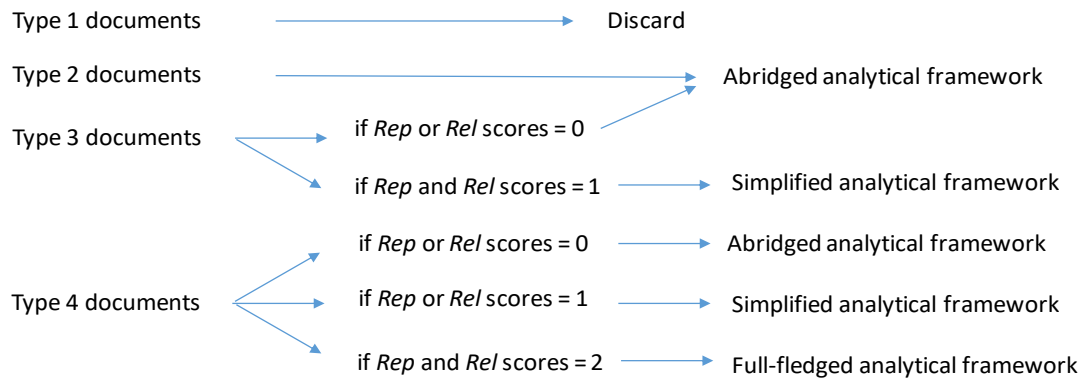 Type 1 documents
Discard
Type 2 documents
Abridged analytical framework
Type 3 documents
if Rep or Rel scores = 0
if Rep and Rel scores = 1
Simplified analytical framework
if Rep or Rel scores = 0
Abridged analytical framework
Type 4 documents
if Rep or Rel scores = 1
Simplified analytical framework
if Rep and Rel scores = 2
Full-fledged analytical framework